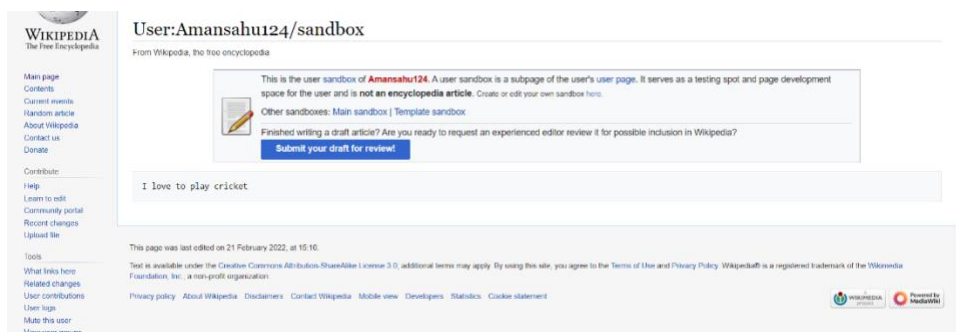 WIKIPEDIA
The Free Encyclopedia
Main page
Contents
Current events
Random article
About Wikipedia
Contact us
Donate
Contribute
Help
Learn to edit
Community portal
Recent changes
Upload file
Tools
What links here
Related changes
User contributions
User logs
Mute this user
User:Amansahu124/sandbox
From Wikipedia, the free encyclopedia
This is the user sandbox of Amansahu124. A user sandbox is a subpage of the user's user page. It serves as a testing spot and page development
space for the user and is not an encyclopedia article. Create or edit your own sandbox here.
Other sandboxes: Main sandbox | Template sandbox
Finished writing a draft article? Are you ready to request an experienced editor review it for possible inclusion in Wikipedia?
Submit your draft for review!
I love to play cricket
This page was last edited on 21 February 2022, at 15:16.
Text is available under the Creative Commons Attribution-ShareAlike License 3.0; additional terms may apply. By using this site, you agree to the Terms of Use and Privacy Policy. Wikipedia® is a registered trademark of the Wikimedia
Foundation, Inc., a non-profit organization.
Privacy policy About Wikipedia Disclaimers Contact Wikipedia Mobile view Developers Statistics Cookie statement
WIKIMEDIA
project
Powered by
MediaWiki